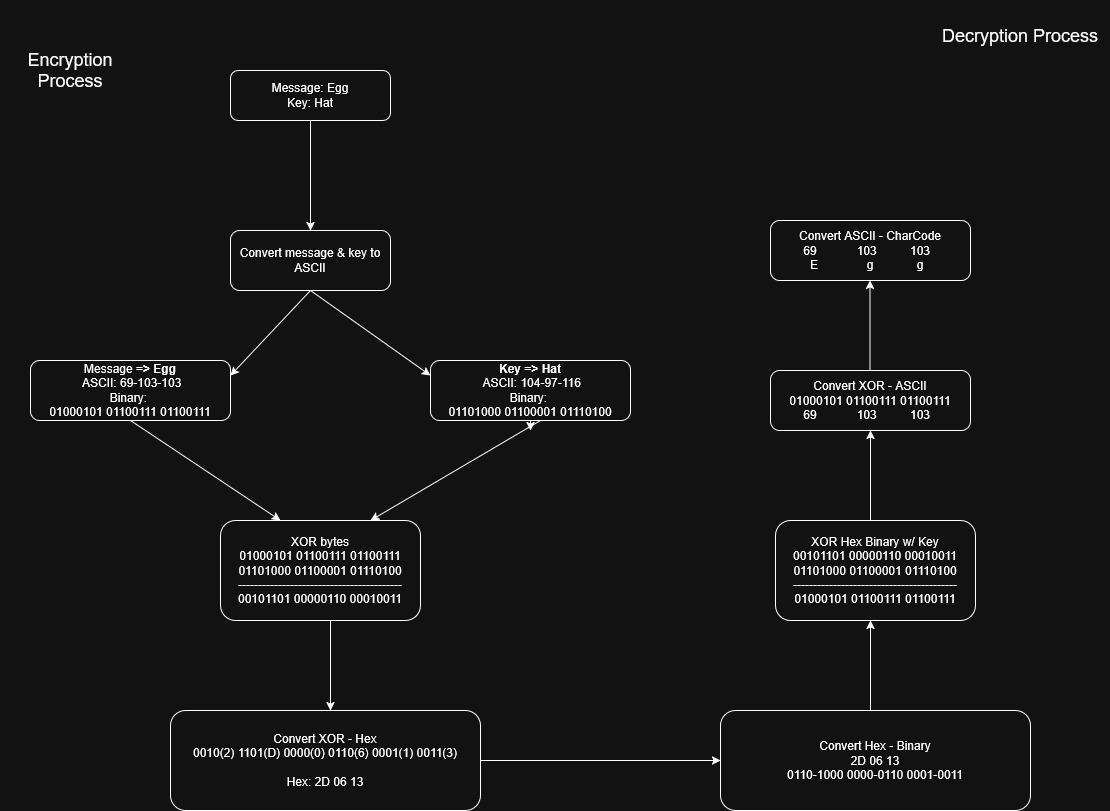 Encryption
Process
Decryption Process
Message: Egg
Key: Hat
Convert message & key to
ASCII
Message => Egg
ASCII: 69-103-103
Binary:
01000101 01100111 01100111
Key => Hat
ASCII: 104-97-116
Binary:
01101000 01100001 01110100
XOR bytes
01000101 01100111 01100111
01101000 01100001 01110100
-----------------------------------------
00101101 00000110 00010011
Convert XOR - Hex
0010(2) 1101(D) 0000(0) 0110(6) 0001(1) 0011(3)
Hex: 2D 06 13
Convert Hex - Binary
2D 06 13
0110-1000 0000-0110 0001-0011
XOR Hex Binary w/ Key
00101101 00000110 00010011
01101000 01100001 01110100
-----------------------------------------
01000101 01100111 01100111
Convert XOR - ASCII
01000101 01100111 01100111
69 103 103
Convert ASCII - CharCode
69 103 103
E g g